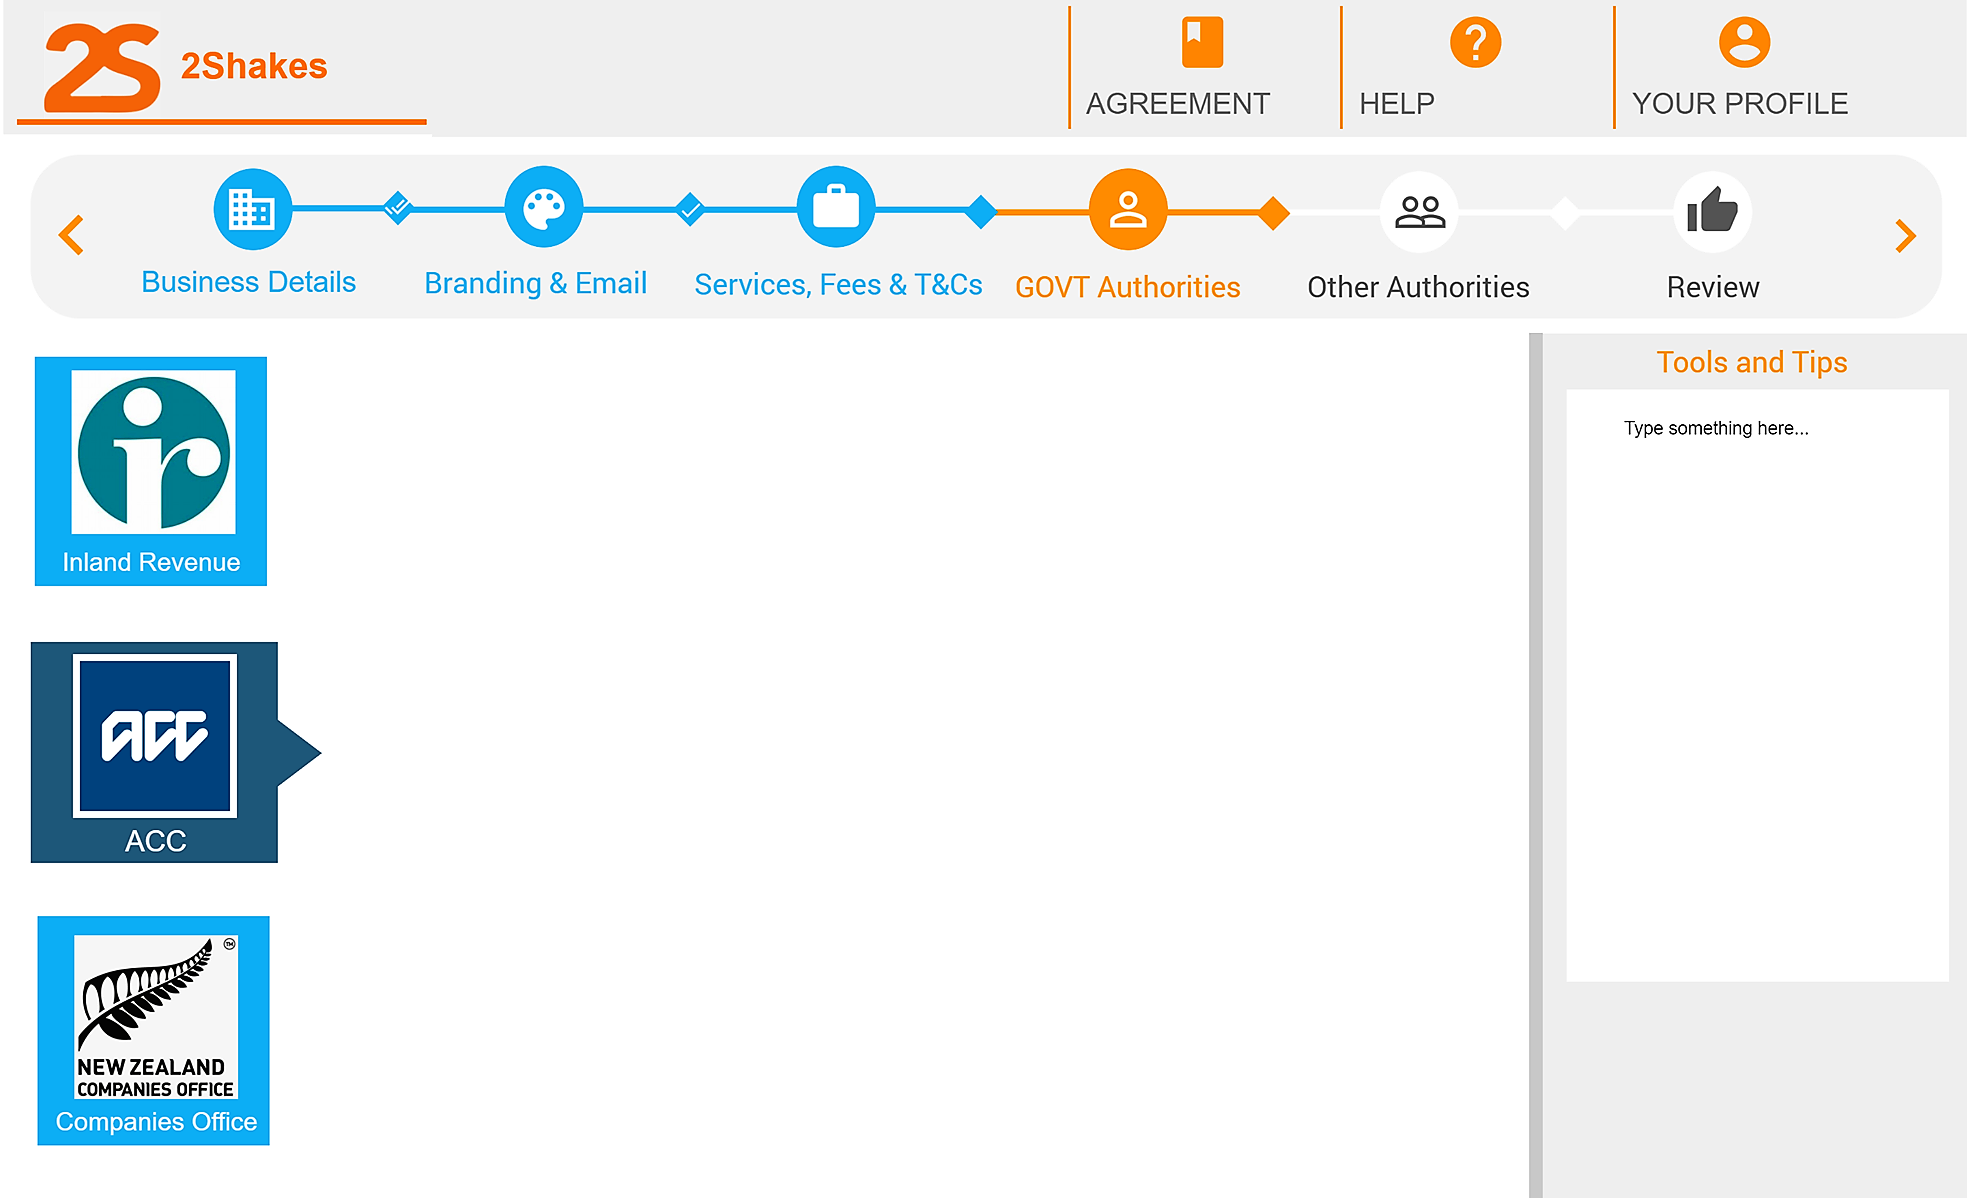 2S 2Shakes
AGREEMENT
HELP
YOUR PROFILE
Business Details
Branding & Email
Services, Fees & T&Cs
GOVT Authorities
Other Authorities
Review
ir
Inland Revenue
acc
ACC
TM
NEW ZEALAND
COMPANIES OFFICE
Companies Office
Tools and Tips
Type something here...